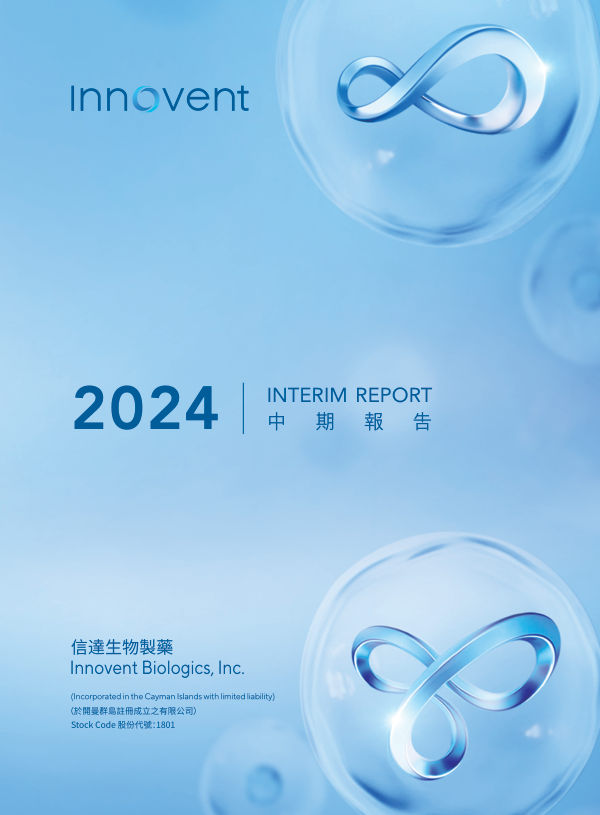 Innovent
2024
INTERIM REPORT
中期報告
信達生物製藥
Innovent Biologics, Inc.
(Incorporated in the Cayman Islands with limited liability)
（於開曼群島註冊成立之有限公司）
Stock Code 股份代號：1801